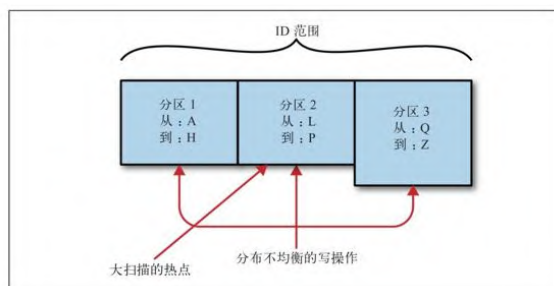 ID 范围
分区 1
从：A
到：H
分区 2
从：L
到：P
分区 3
从：Q
到：Z
大扫描的热点
分布不均衡的写操作